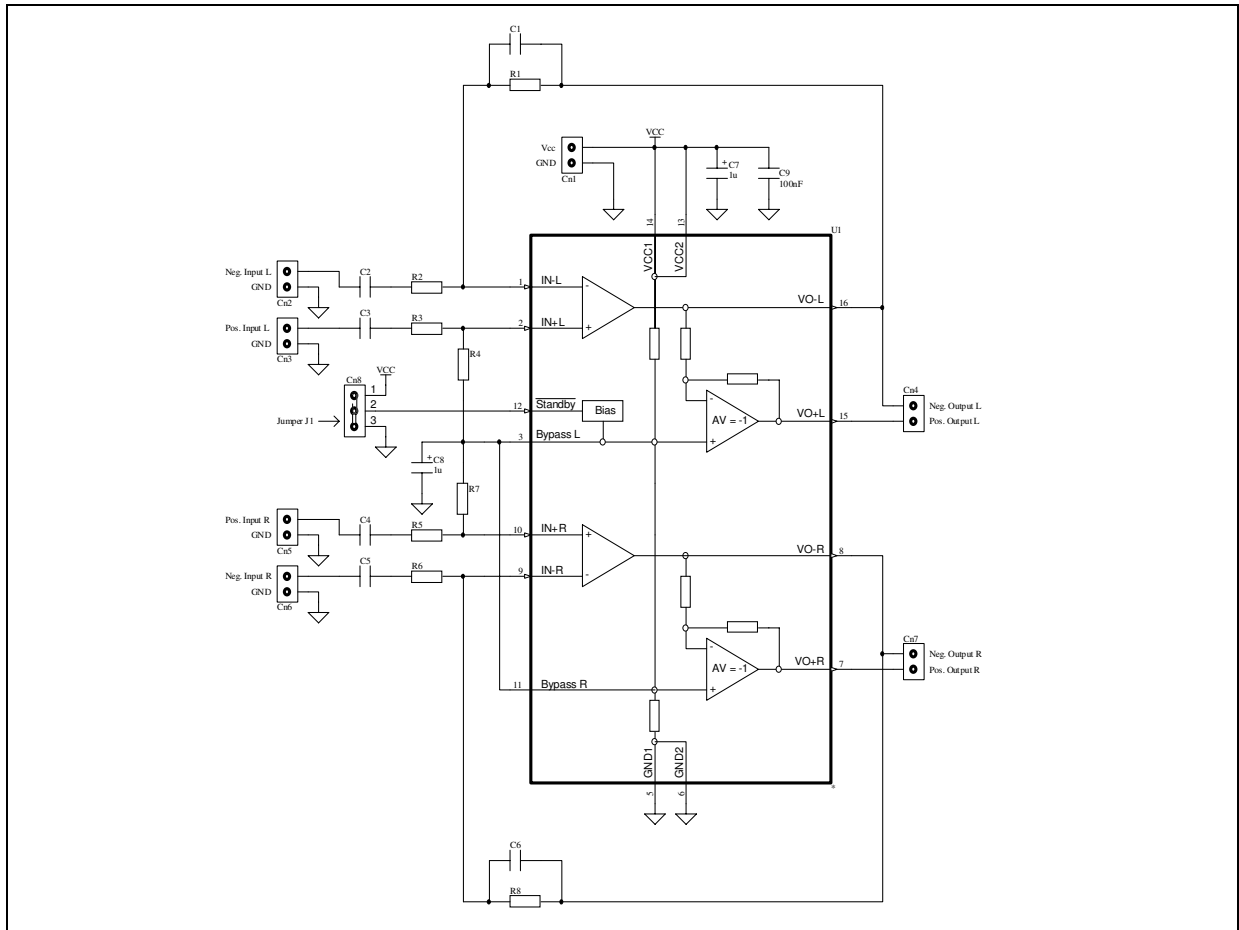 C1
R1
VCC
Vcc
GND
Cn1
+
C7
1u
C9
100nF
14
13
U1
VCC1
VCC2
Neg. Input L
GND
Cn2
C2
R2
1
IN-L
-
VO-L
16
Pos. Input L
GND
Cn3
C3
R3
2
IN+L
+
R4
Cn8
VCC
1
2
3
Jumper J1
12
Standby
Bias
-
AV = -1
+
VO+L
15
Cn4
Neg. Output L
Pos. Output L
3
Bypass L
+
C8
1u
R7
Pos. Input R
GND
Cn5
C4
R5
10
IN+R
+
VO-R
8
Neg. Input R
GND
Cn6
C5
R6
9
IN-R
-
-
AV = -1
+
VO+R
7
Cn7
Neg. Output R
Pos. Output R
11
Bypass R
GND1
GND2
5
6
*
C6
R8